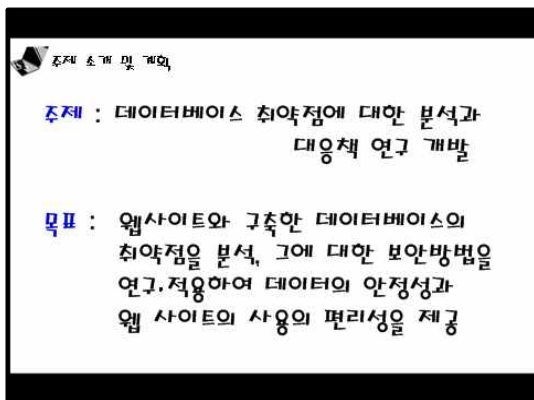 주제 소개 및 계획
주제 : 데이터베이스 취약점에 대한 분석과
대응책 연구 개발
목표 : 웹사이트와 구축한 데이터베이스의
취약점을 분석, 그에 대한 보안방법을
연구.적용하여 데이터의 안정성과
웹 사이트의 사용의 편리성을 제공